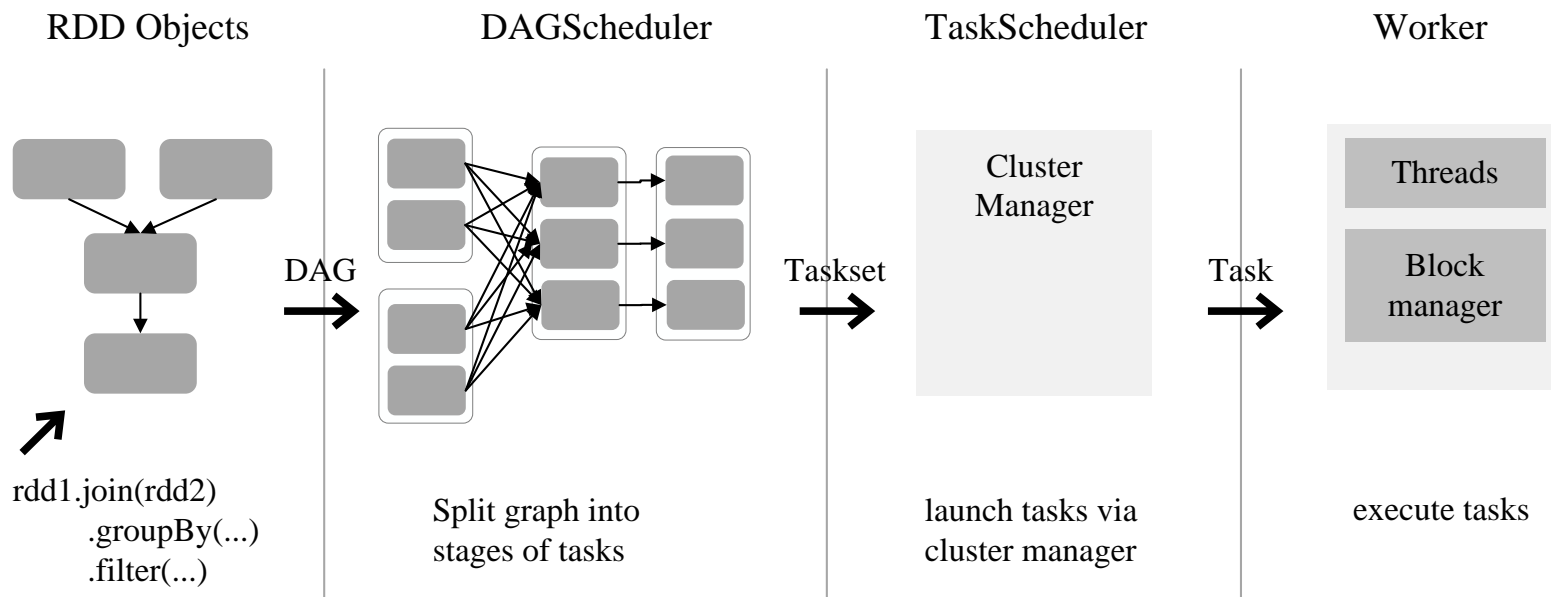 RDD Objects
DAGScheduler
TaskScheduler
Worker
DAG
Taskset
Cluster
Manager
Task
Threads
Block
manager
rdd1.join(rdd2)
.groupBy(...)
.filter(...)
Split graph into
stages of tasks
launch tasks via
cluster manager
execute tasks